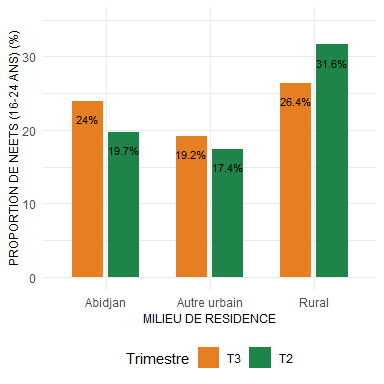 PROPORTION DE NEETS (16-24 ANS) (%)
30
20
10
0
24%
19.7%
19.2%
17.4%
26.4%
31.6%
Abidjan
Autre urbain
Rural
MILIEU DE RESIDENCE
Trimestre T3 T2